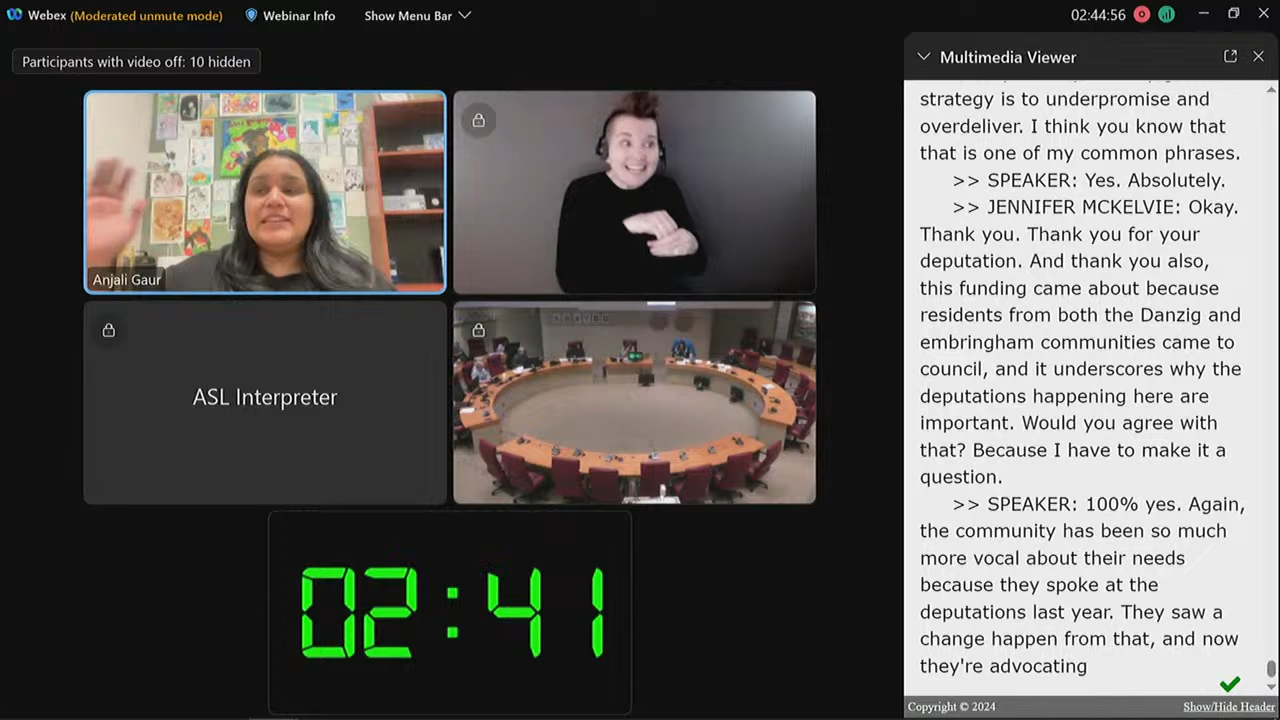 Webex (Moderated unmute mode) Webinar Info Show Menu Bar 02:44:56
Participants with video off: 10 hidden
Anjali Gaur
ASL Interpreter
02:41
Multimedia Viewer
strategy is to underpromise and
overdeliver. I think you know that
that is one of my common phrases.
>> SPEAKER: Yes. Absolutely.
>> JENNIFER MCKELVIE: Okay.
Thank you. Thank you for your
deputation. And thank you also,
this funding came about because
residents from both the Danzig and
embringham communities came to
council, and it underscores why the
deputations happening here are
important. Would you agree with
that? Because I have to make it a
question.
>> SPEAKER: 100% yes. Again,
the community has been so much
more vocal about their needs
because they spoke at the
deputations last year. They saw a
change happen from that, and now
they're advocating
Copyright © 2024 Show/Hide Header